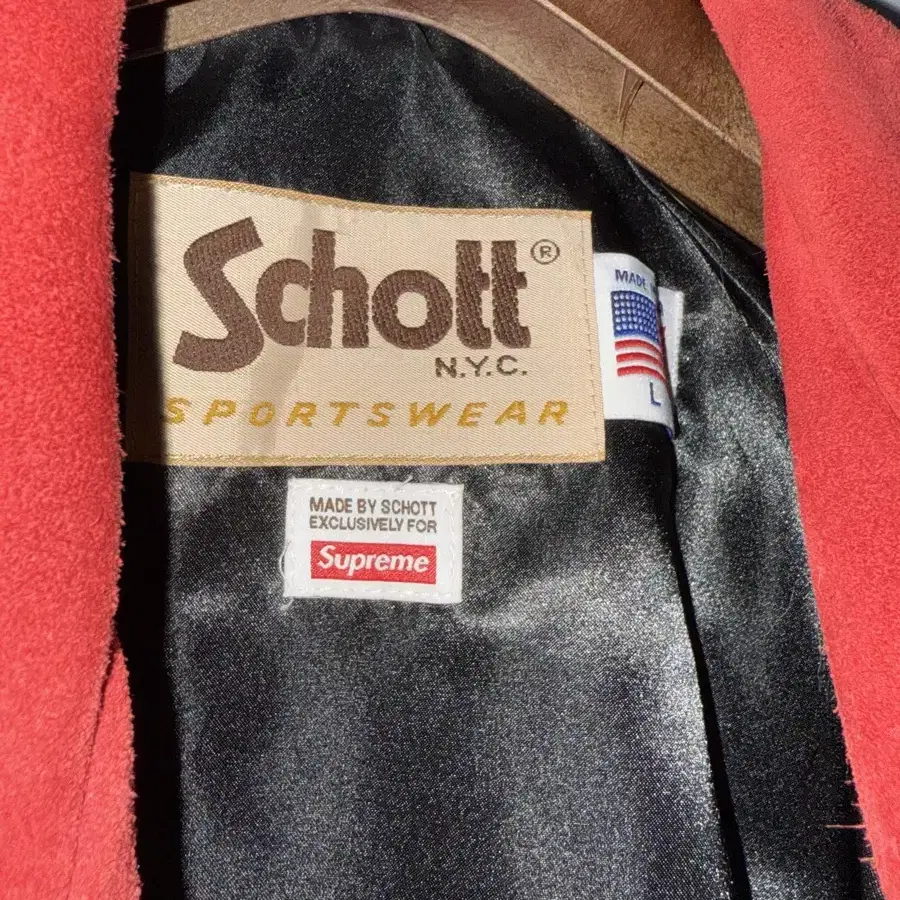 Schott®
N.Y.C.
SPORTSWEAR
MADE
L
MADE BY SCHOTT
EXCLUSIVELY FOR
Supreme